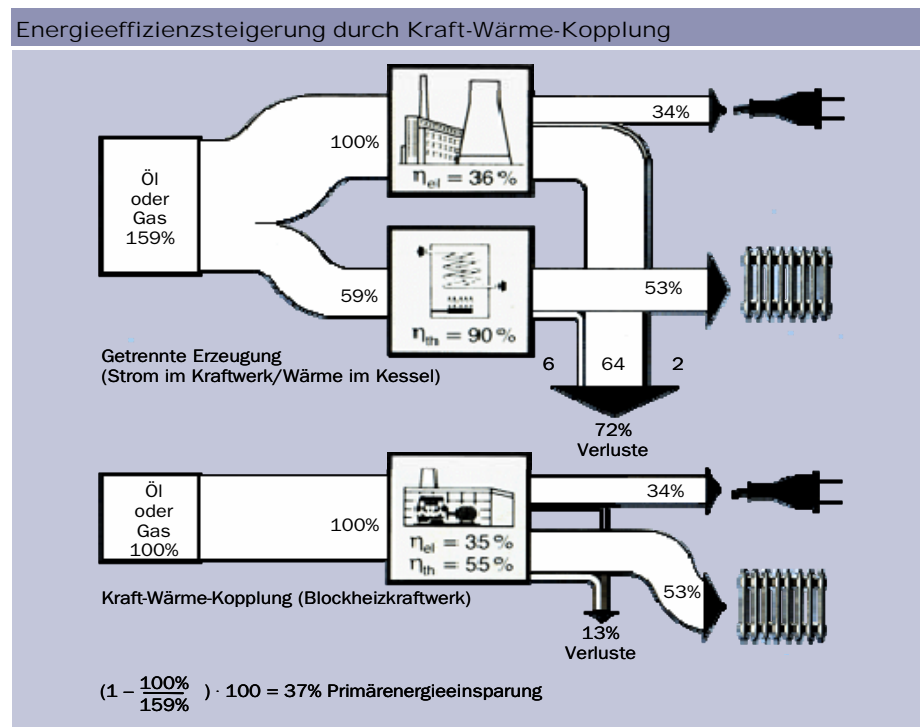 Energieeffizienzsteigerung durch Kraft-Wärme-Kopplung
34%
100%
ηel = 36 %
Öl
oder
Gas
159%
59%
53%
ηth = 90 %
Getrennte Erzeugung
(Strom im Kraftwerk/Wärme im Kessel)
6 64 2
72%
Verluste
34%
Öl
oder
Gas
100%
100%
ηel = 35 %
ηth = 55 %
53%
Kraft-Wärme-Kopplung (Blockheizkraftwerk)
13%
Verluste
(1 – 100%
159% ) · 100 = 37% Primärenergieeinsparung